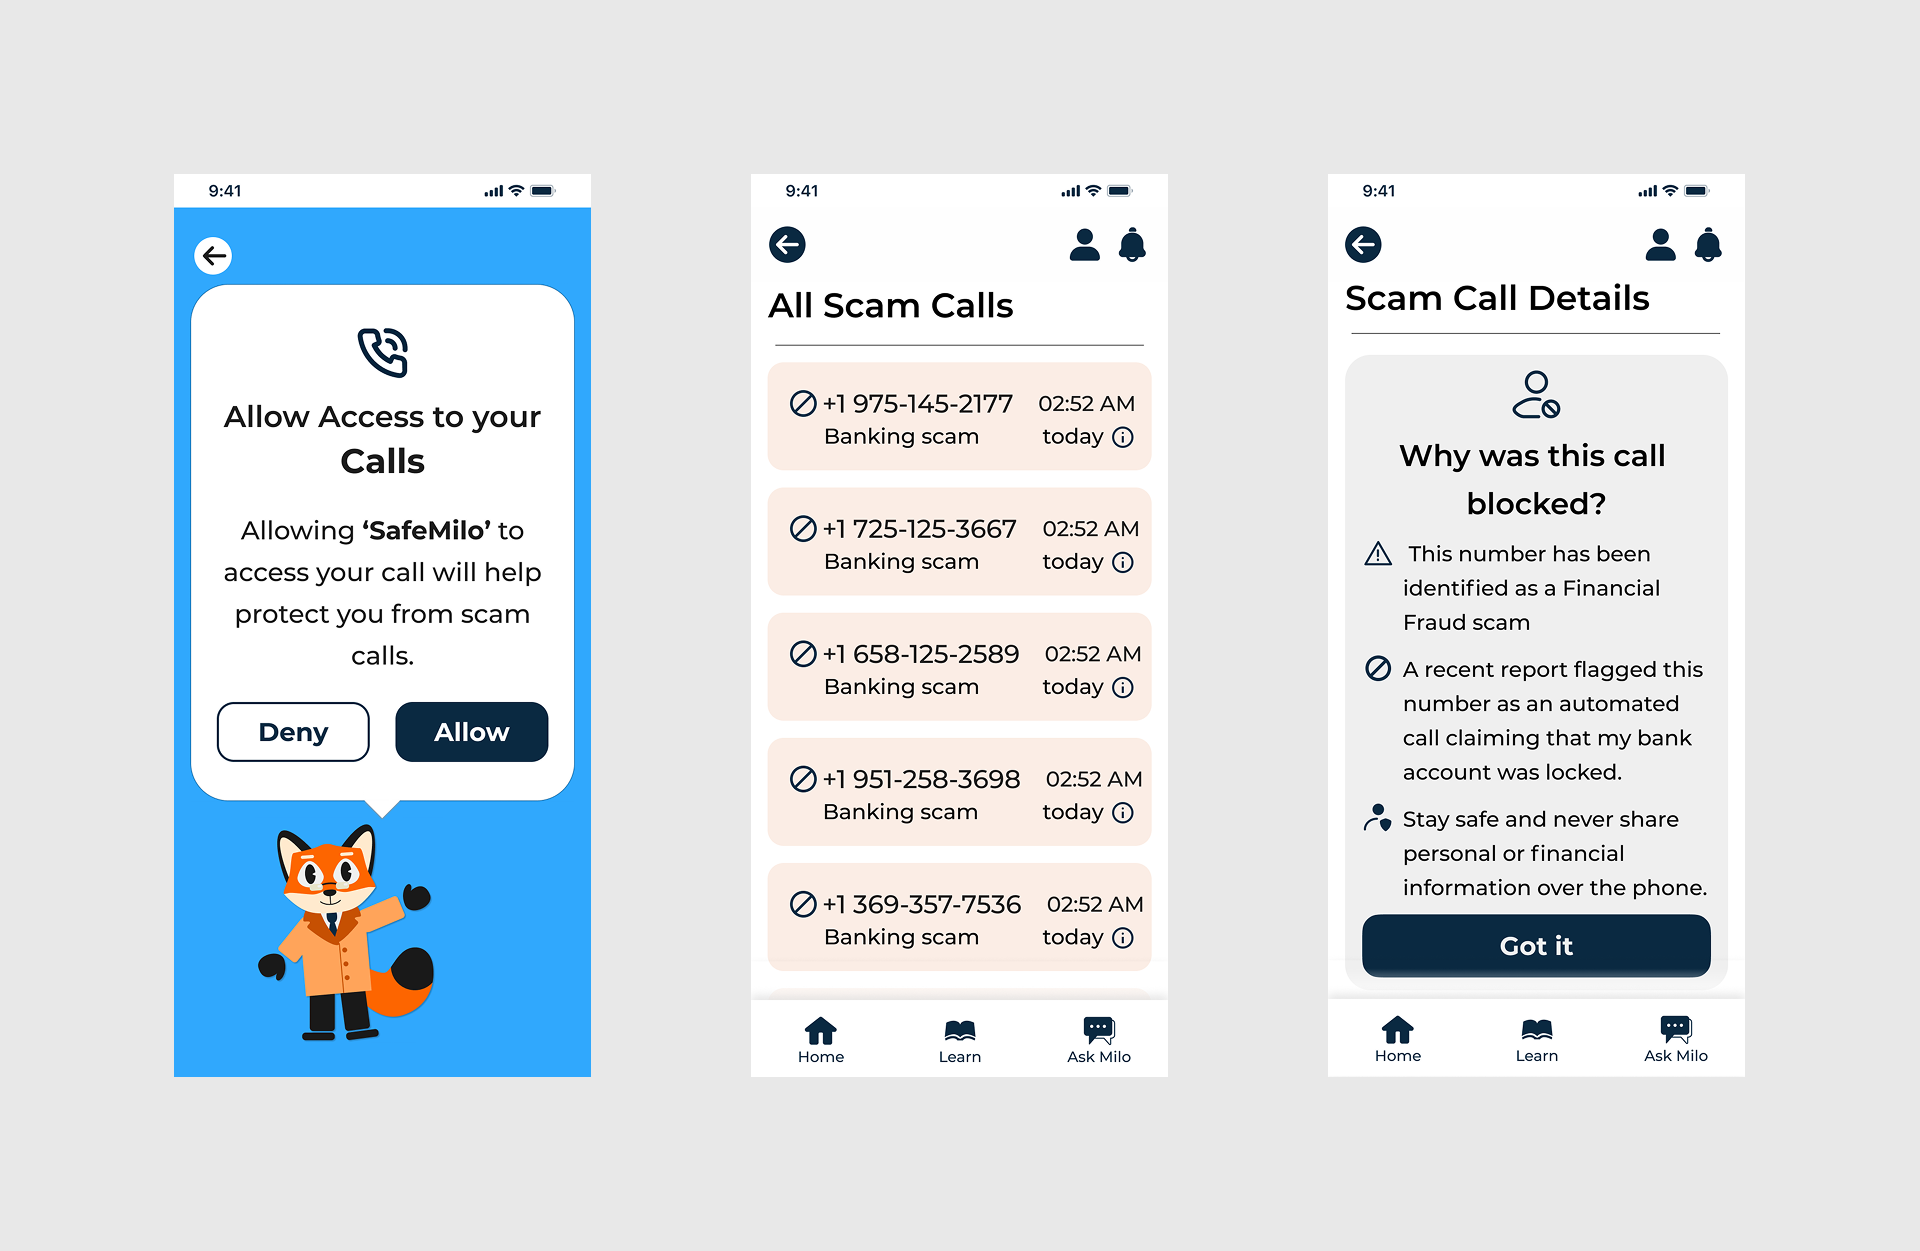 9:41
Allow Access to your
Calls
Allowing ‘SafeMilo’ to
access your call will help
protect you from scam
calls.
Deny
Allow
9:41
All Scam Calls
+1 975-145-2177 02:52 AM
Banking scam today
+1 725-125-3667 02:52 AM
Banking scam today
+1 658-125-2589 02:52 AM
Banking scam today
+1 951-258-3698 02:52 AM
Banking scam today
+1 369-357-7536 02:52 AM
Banking scam today
Home Learn Ask Milo
9:41
Scam Call Details
Why was this call
blocked?
This number has been
identified as a Financial
Fraud scam
A recent report flagged this
number as an automated
call claiming that my bank
account was locked.
Stay safe and never share
personal or financial
information over the phone.
Got it
Home Learn Ask Milo